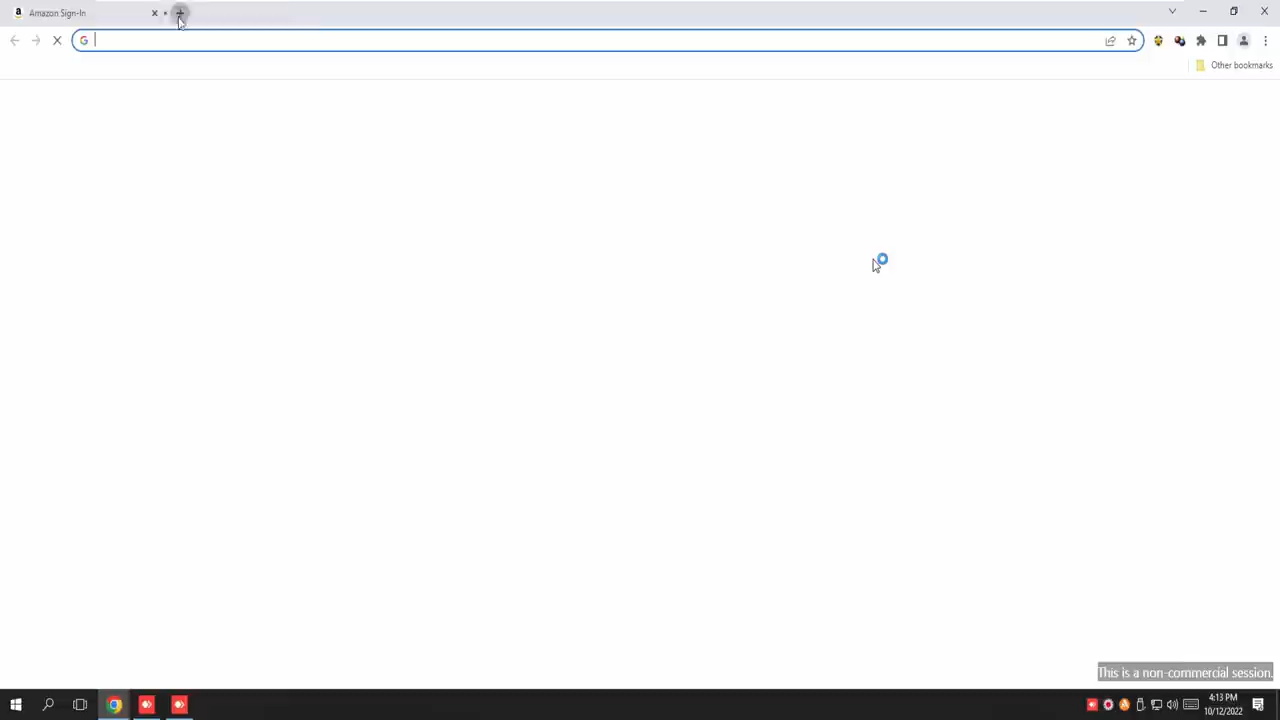 Amazon Sign-In
Other bookmarks
This is a non-commercial session.
4:13 PM
10/12/2022